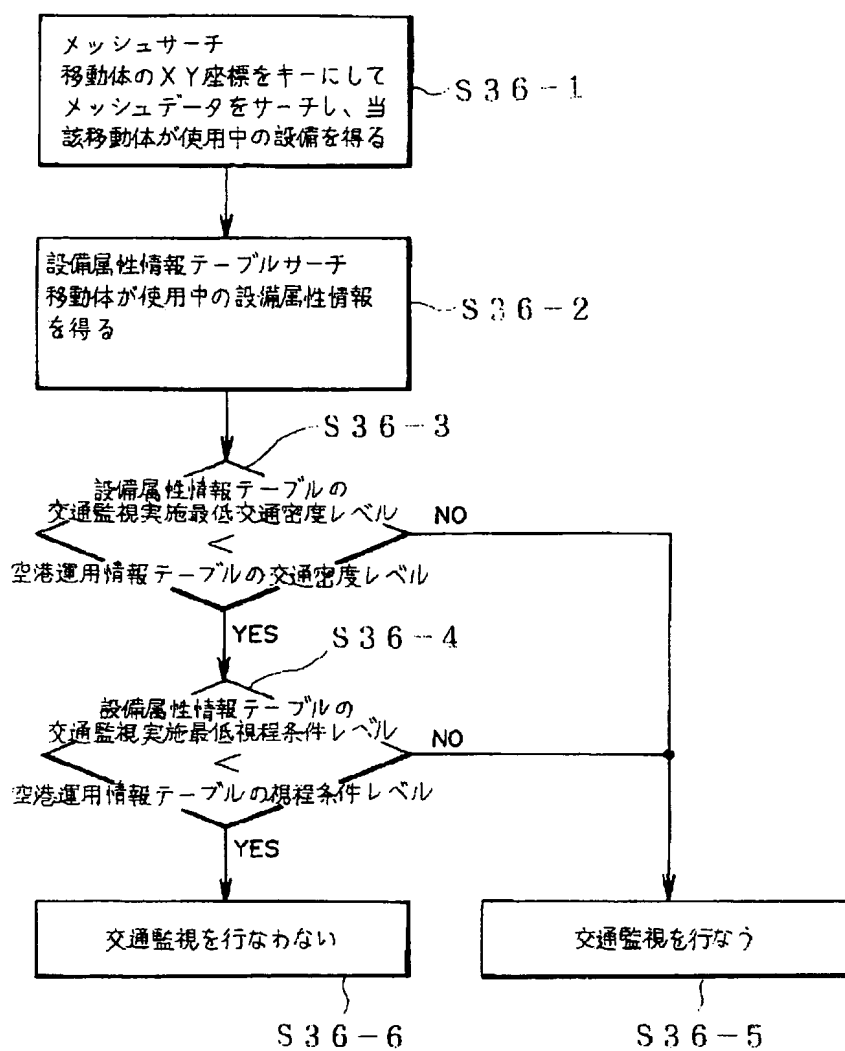 メッシュサーチ
移動体のXY座標をキーにして
メッシュデータをサーチし、当
該移動体が使用中の設備を得る
S36-1
設備属性情報テーブルサーチ
移動体が使用中の設備属性情報
を得る
S36-2
S36-3
設備属性情報テーブルの
交通監視実施最低交通密度レベル
<
空港運用情報テーブルの交通密度レベル
NO
YES
S36-4
設備属性情報テーブルの
交通監視実施最低視程条件レベル
<
空港運用情報テーブルの視程条件レベル
NO
YES
交通監視を行なわない
交通監視を行なう
S36-6
S36-5